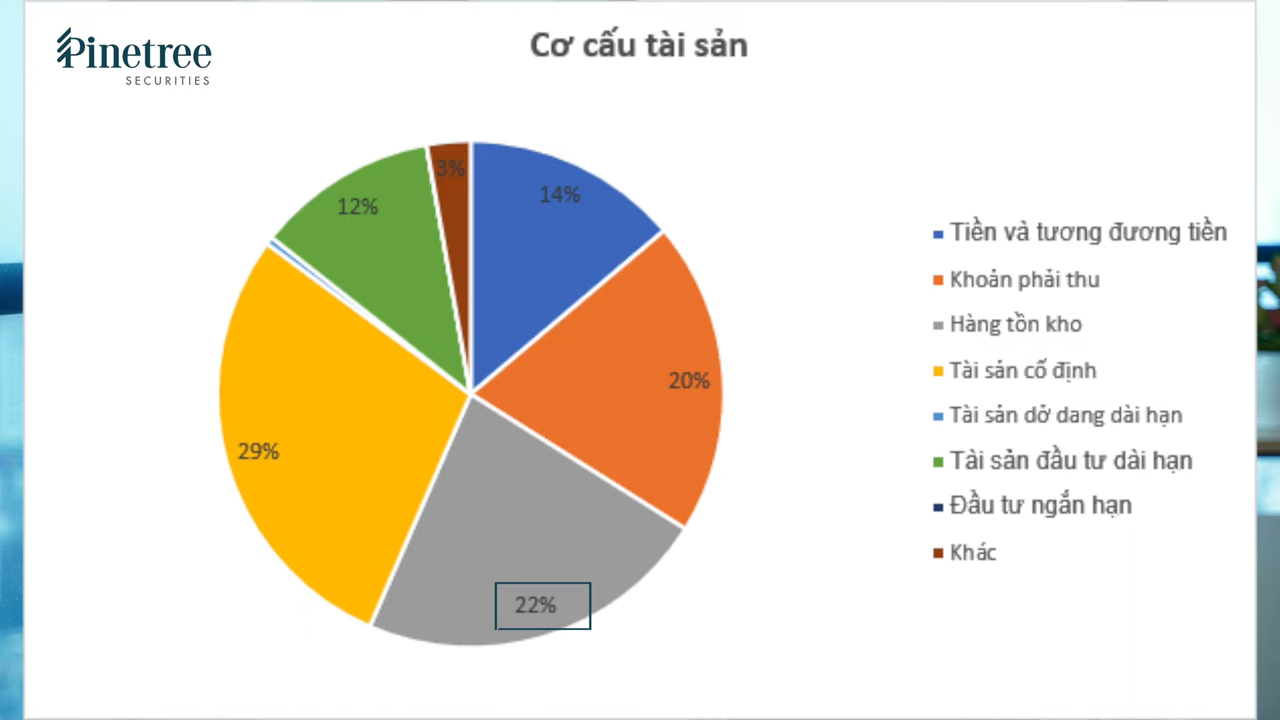 Pinetree
SECURITIES
Cơ cấu tài sản
3%
14%
12%
20%
29%
22%
Tiền và tương đương tiền
Khoản phải thu
Hàng tồn kho
Tài sản cố định
Tài sản dở dang dài hạn
Tài sản đầu tư dài hạn
Đầu tư ngắn hạn
Khác